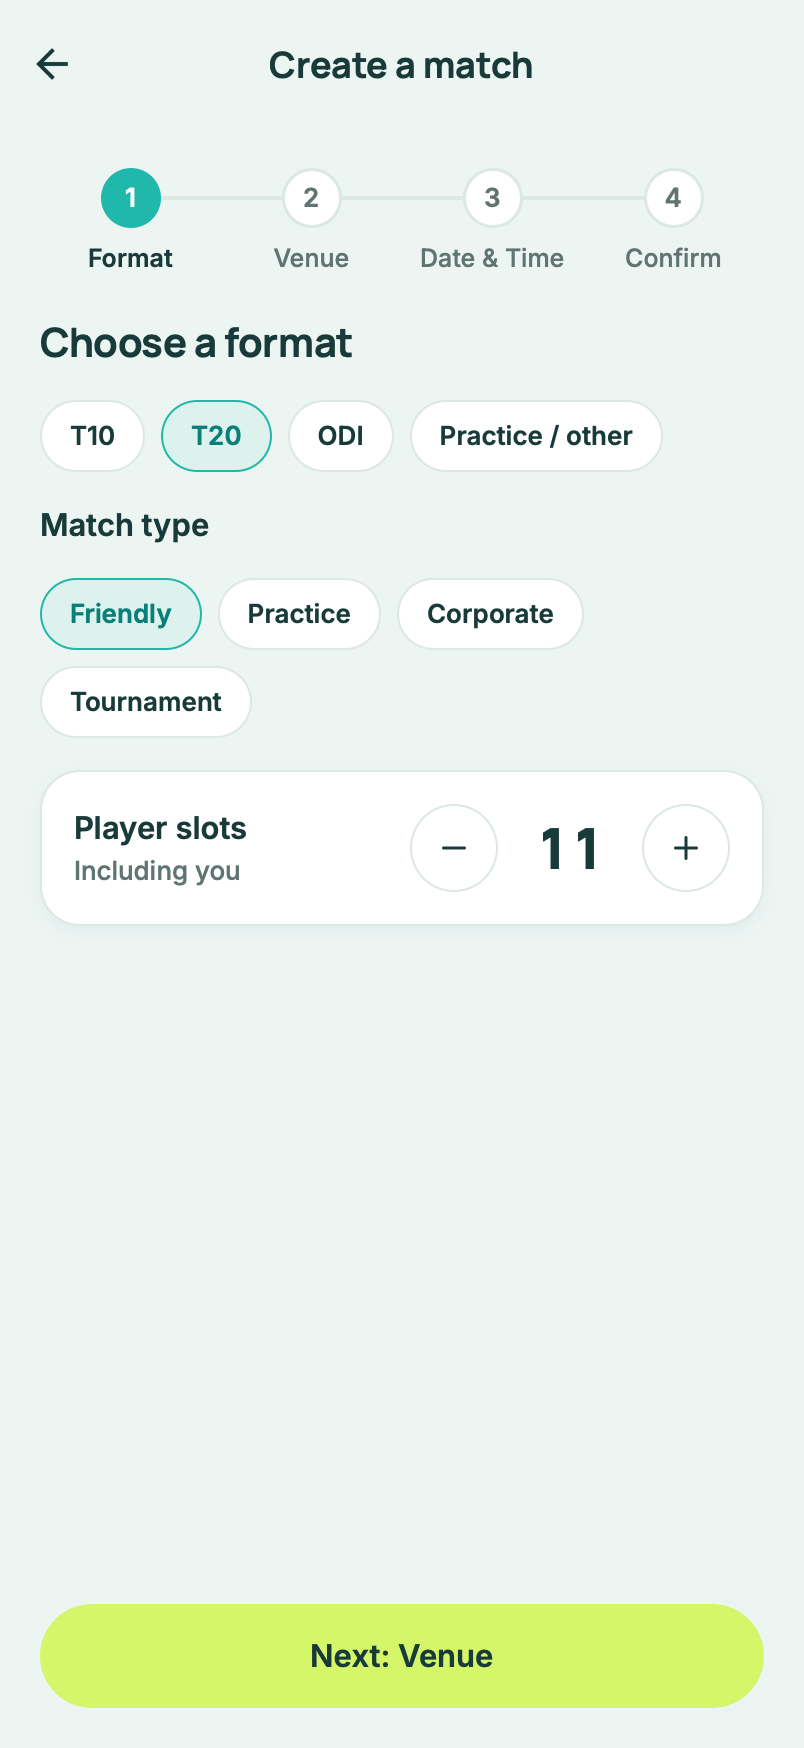 Create a match
1 2 3 4
Format Venue Date & Time Confirm
Choose a format
T10 T20 ODI Practice / other
Match type
Friendly Practice Corporate
Tournament
Player slots
Including you
− 11 +
Next: Venue